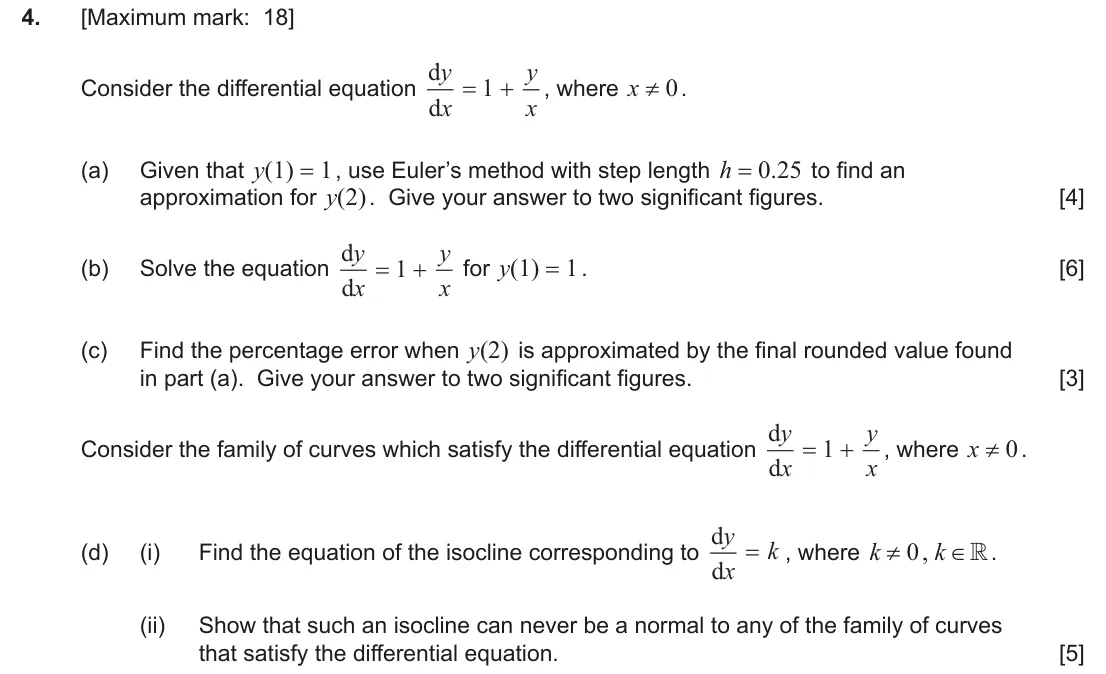 4. [Maximum mark: 18]
Consider the differential equation dy/dx = 1 + y/x, where x ≠ 0.
(a) Given that y(1) = 1, use Euler's method with step length h = 0.25 to find an
approximation for y(2). Give your answer to two significant figures. [4]
(b) Solve the equation dy/dx = 1 + y/x for y(1) = 1. [6]
(c) Find the percentage error when y(2) is approximated by the final rounded value found
in part (a). Give your answer to two significant figures. [3]
Consider the family of curves which satisfy the differential equation dy/dx = 1 + y/x, where x ≠ 0.
(d) (i) Find the equation of the isocline corresponding to dy/dx = k, where k ≠ 0, k ∈ ℝ.
(ii) Show that such an isocline can never be a normal to any of the family of curves
that satisfy the differential equation. [5]